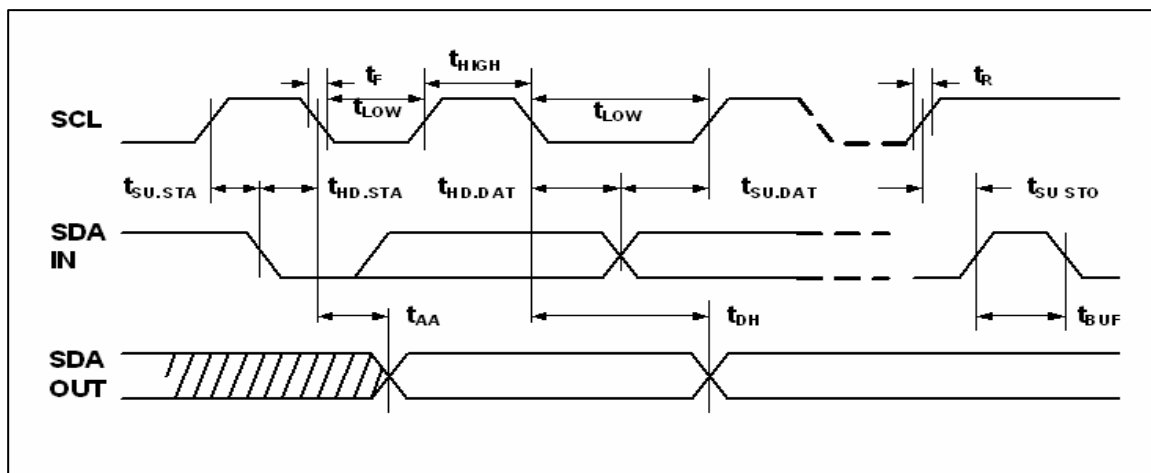 tF
tHIGH
tR
SCL
tLOW
tLOW
tSU.STA
tHD.STA
tHD.DAT
tSU.DAT
tSU STO
SDA
IN
tAA
tDH
tBUF
SDA
OUT